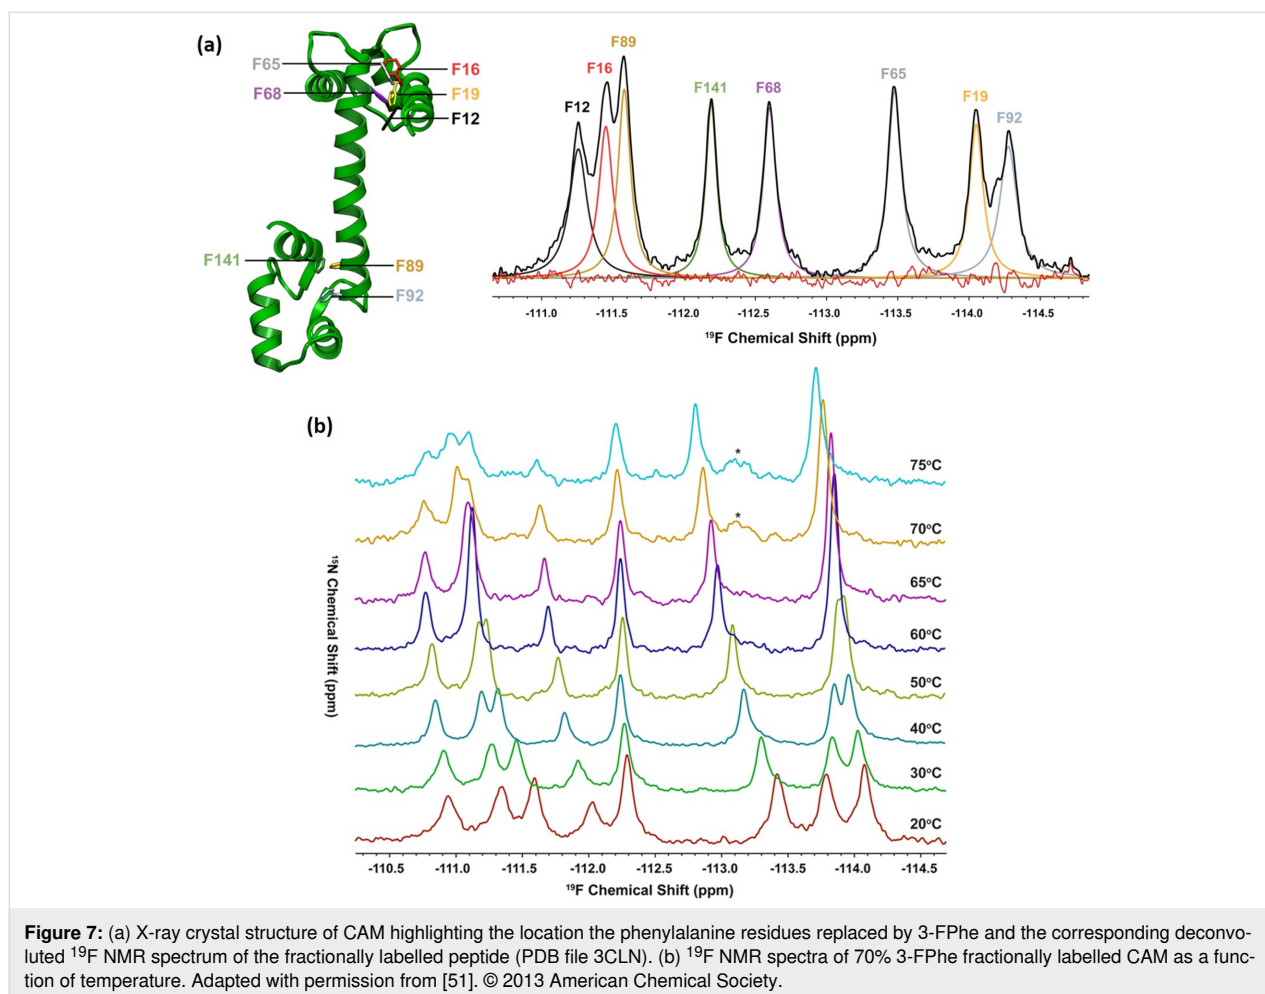 (a)
F65
F68
F16
F19
F12
F141
F89
F92
F12
F16
F89
F141
F68
F65
F19
F92
-111.0 -111.5 -112.0 -112.5 -113.0 -113.5 -114.0 -114.5
19F Chemical Shift (ppm)
(b)
15N Chemical Shift (ppm)
*
75°C
*
70°C
65°C
60°C
50°C
40°C
30°C
20°C
-110.5 -111.0 -111.5 -112.0 -112.5 -113.0 -113.5 -114.0 -114.5
19F Chemical Shift (ppm)
Figure 7: (a) X-ray crystal structure of CAM highlighting the location the phenylalanine residues replaced by 3-FPhe and the corresponding deconvo-
luted 19F NMR spectrum of the fractionally labelled peptide (PDB file 3CLN). (b) 19F NMR spectra of 70% 3-FPhe fractionally labelled CAM as a func-
tion of temperature. Adapted with permission from [51]. © 2013 American Chemical Society.